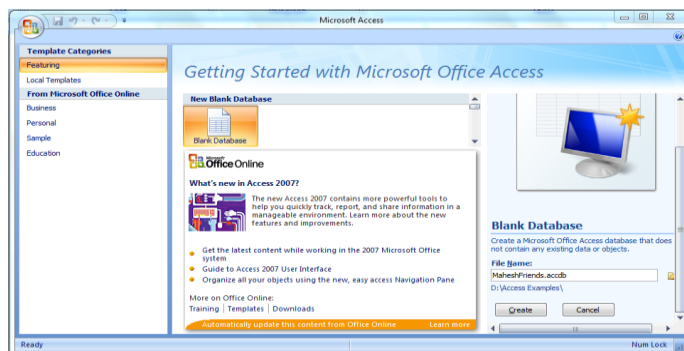 Microsoft Access
Template Categories
Featuring
Local Templates
From Microsoft Office Online
Business
Personal
Sample
Education
Getting Started with Microsoft Office Access
New Blank Database
Blank Database
Microsoft
Office Online
What's new in Access 2007?
The new Access 2007 contains more powerful tools to
help you quickly track, report, and share information in a
manageable environment. Learn more about the new
features and improvements.
Get the latest content while working in the 2007 Microsoft Office
system
Guide to Access 2007 User Interface
Organize all your objects using the new, easy access Navigation Pane
More on Office Online:
Training | Templates | Downloads
Automatically update this content from Office Online Learn more
Blank Database
Create a Microsoft Office Access database that does
not contain any existing data or objects.
File Name:
MaheshFriends.accdb
D:\Access Examples\
Create Cancel
Ready Num Lock